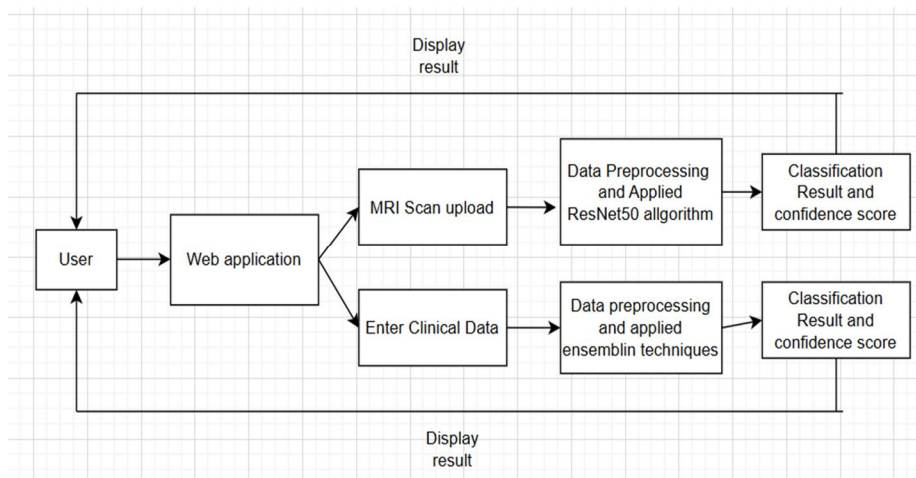 Display
result
User
Web application
MRI Scan upload
Data Preprocessing
and Applied
ResNet50 allgorithm
Classification
Result and
confidence score
Enter Clinical Data
Data preprocessing
and applied
ensemblin techniques
Classification
Result and
confidence score
Display
result